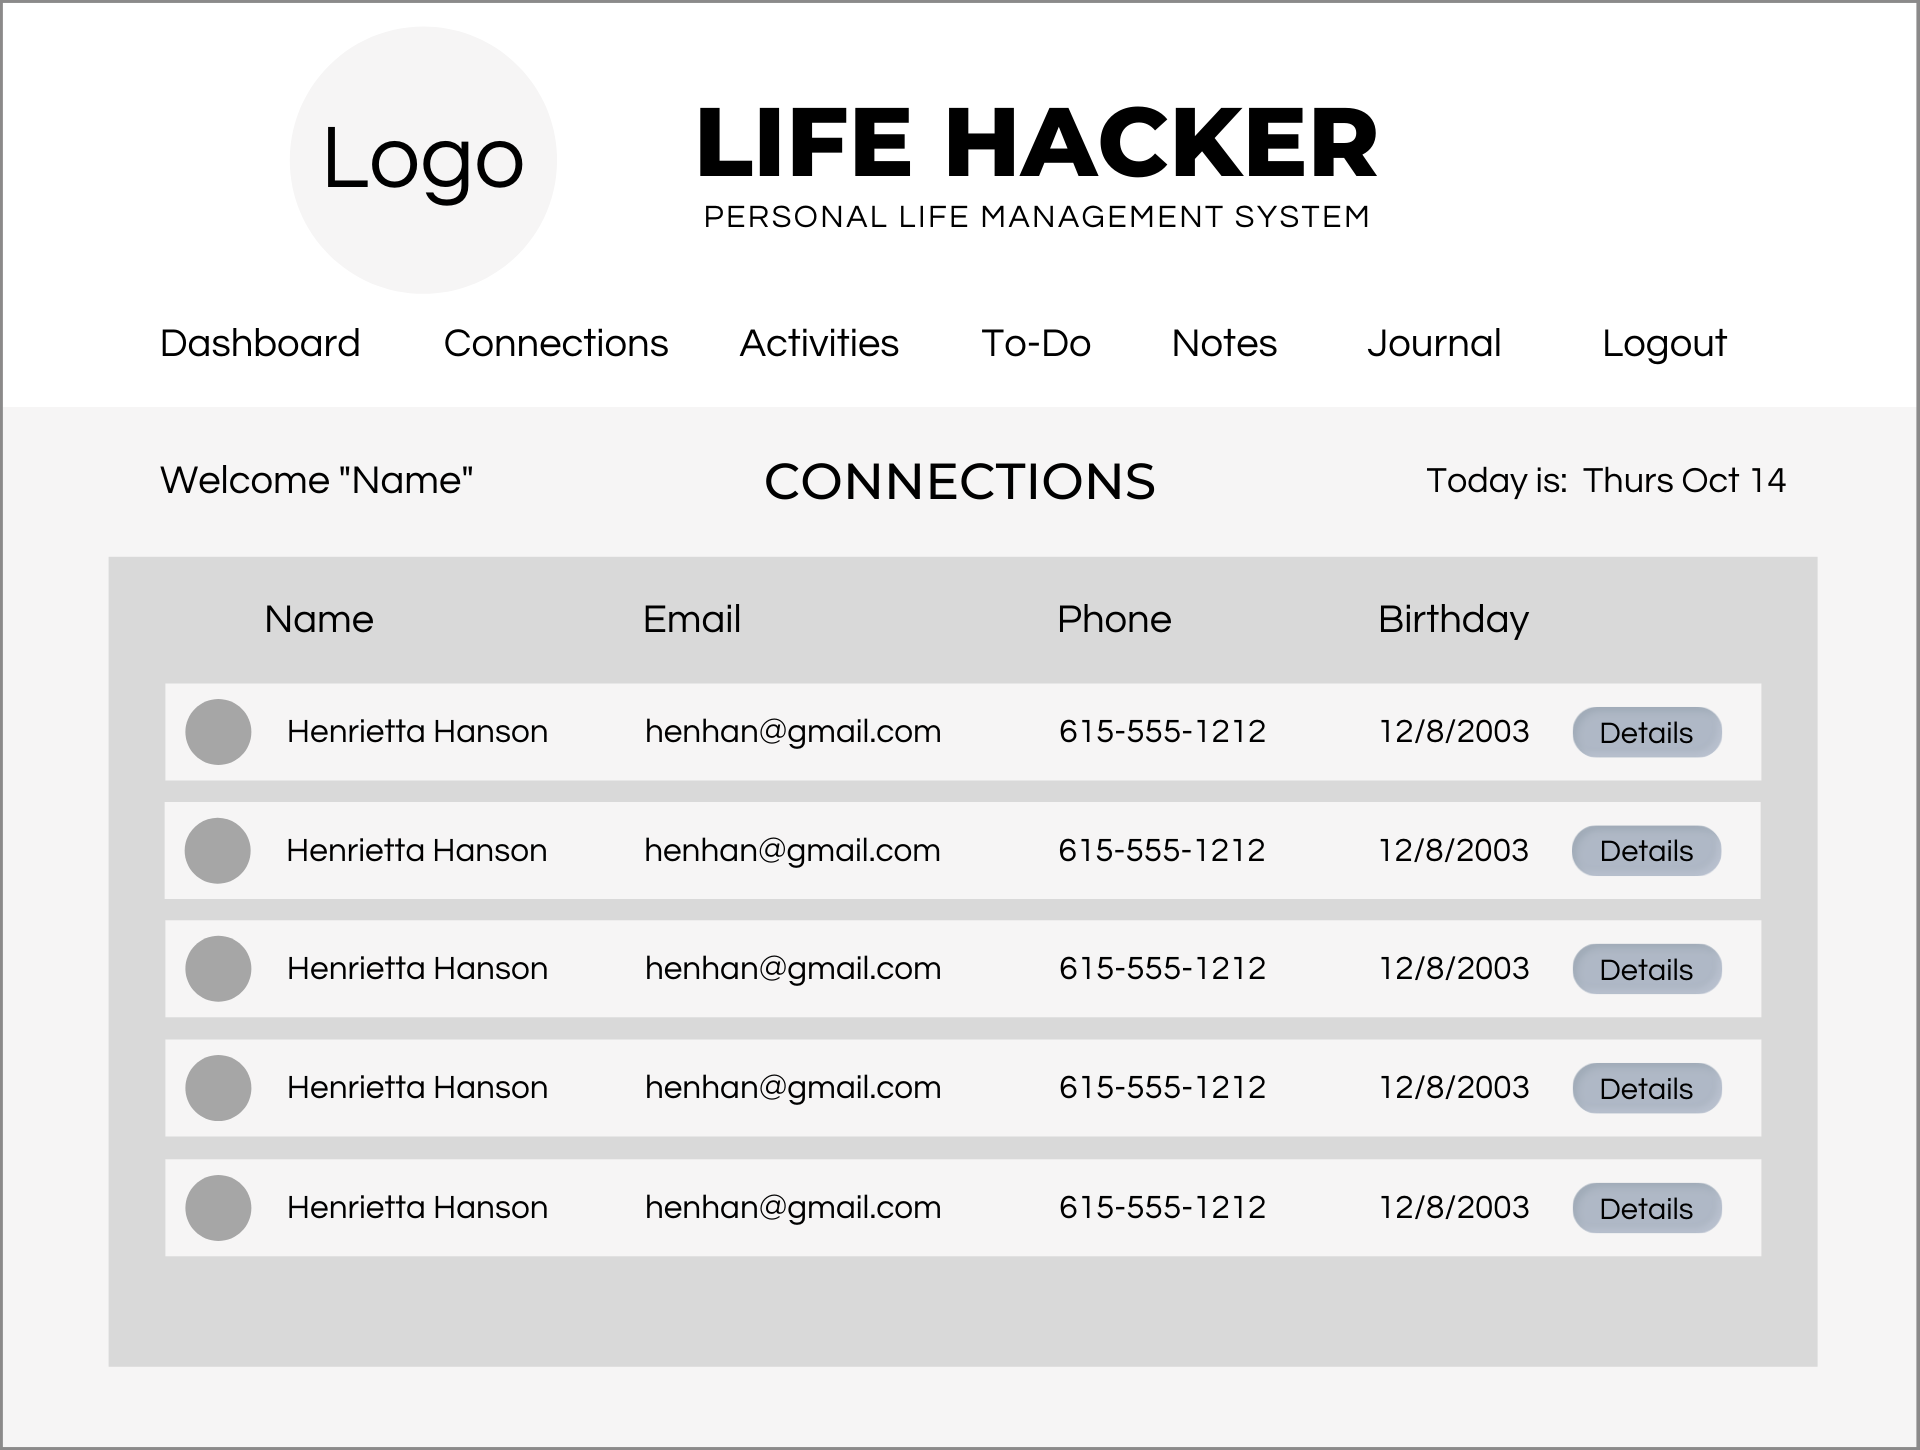 Logo
LIFE HACKER
PERSONAL LIFE MANAGEMENT SYSTEM
Dashboard Connections Activities To-Do Notes Journal Logout
Welcome "Name" CONNECTIONS Today is: Thurs Oct 14
Name Email Phone Birthday
Henrietta Hanson henhan@gmail.com 615-555-1212 12/8/2003 Details
Henrietta Hanson henhan@gmail.com 615-555-1212 12/8/2003 Details
Henrietta Hanson henhan@gmail.com 615-555-1212 12/8/2003 Details
Henrietta Hanson henhan@gmail.com 615-555-1212 12/8/2003 Details
Henrietta Hanson henhan@gmail.com 615-555-1212 12/8/2003 Details